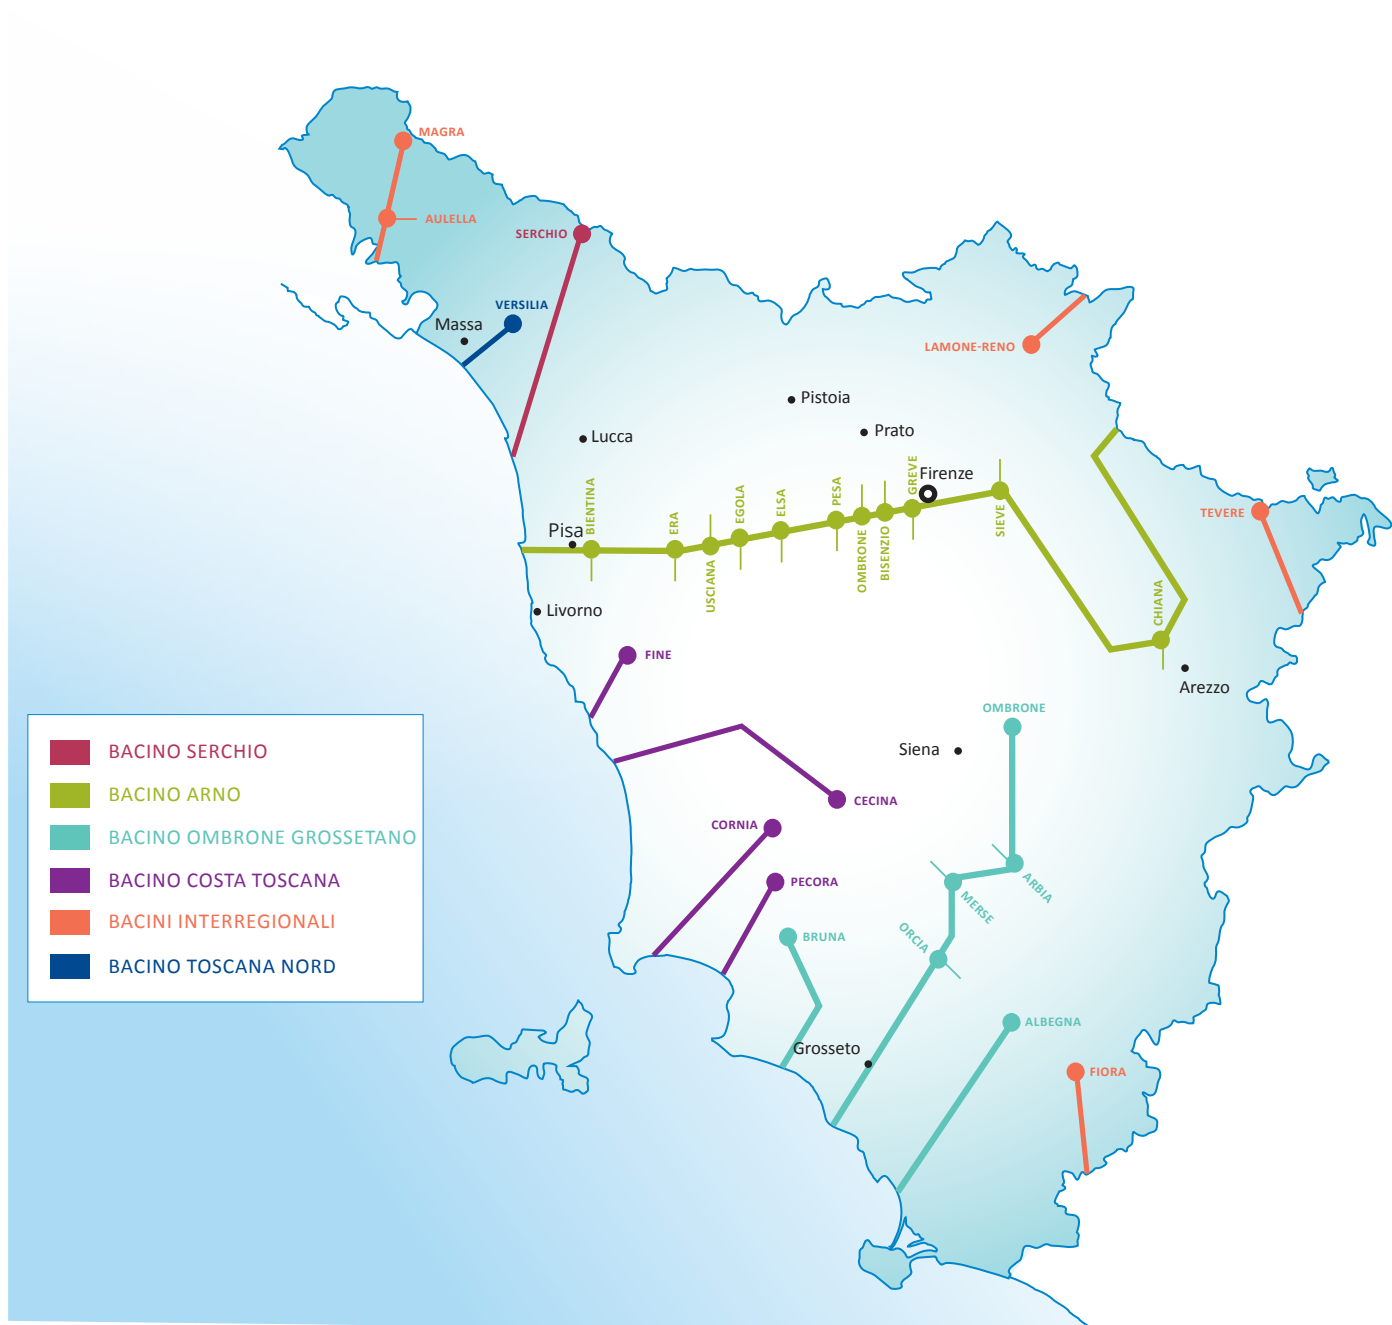 MAGRA
AULELLA
SERCHIO
VERSILIA
Massa
LAMONE-RENO
Pistoia
Prato
Lucca
Firenze
GREVE
PESA
ELSA
EGOLA
ERA
BIENTINA
Pisa
USCIANA
OMBRONE
BISENZIO
SIEVE
TEVERE
CHIANA
Livorno
FINE
Arezzo
OMBRONE
Siena
CECINA
CORNIA
PECORA
ARBIA
MERSE
ORCIA
BRUNA
ALBEGNA
Grosseto
FIORA
BACINO SERCHIO
BACINO ARNO
BACINO OMBRONE GROSSETANO
BACINO COSTA TOSCANA
BACINI INTERREGIONALI
BACINO TOSCANA NORD